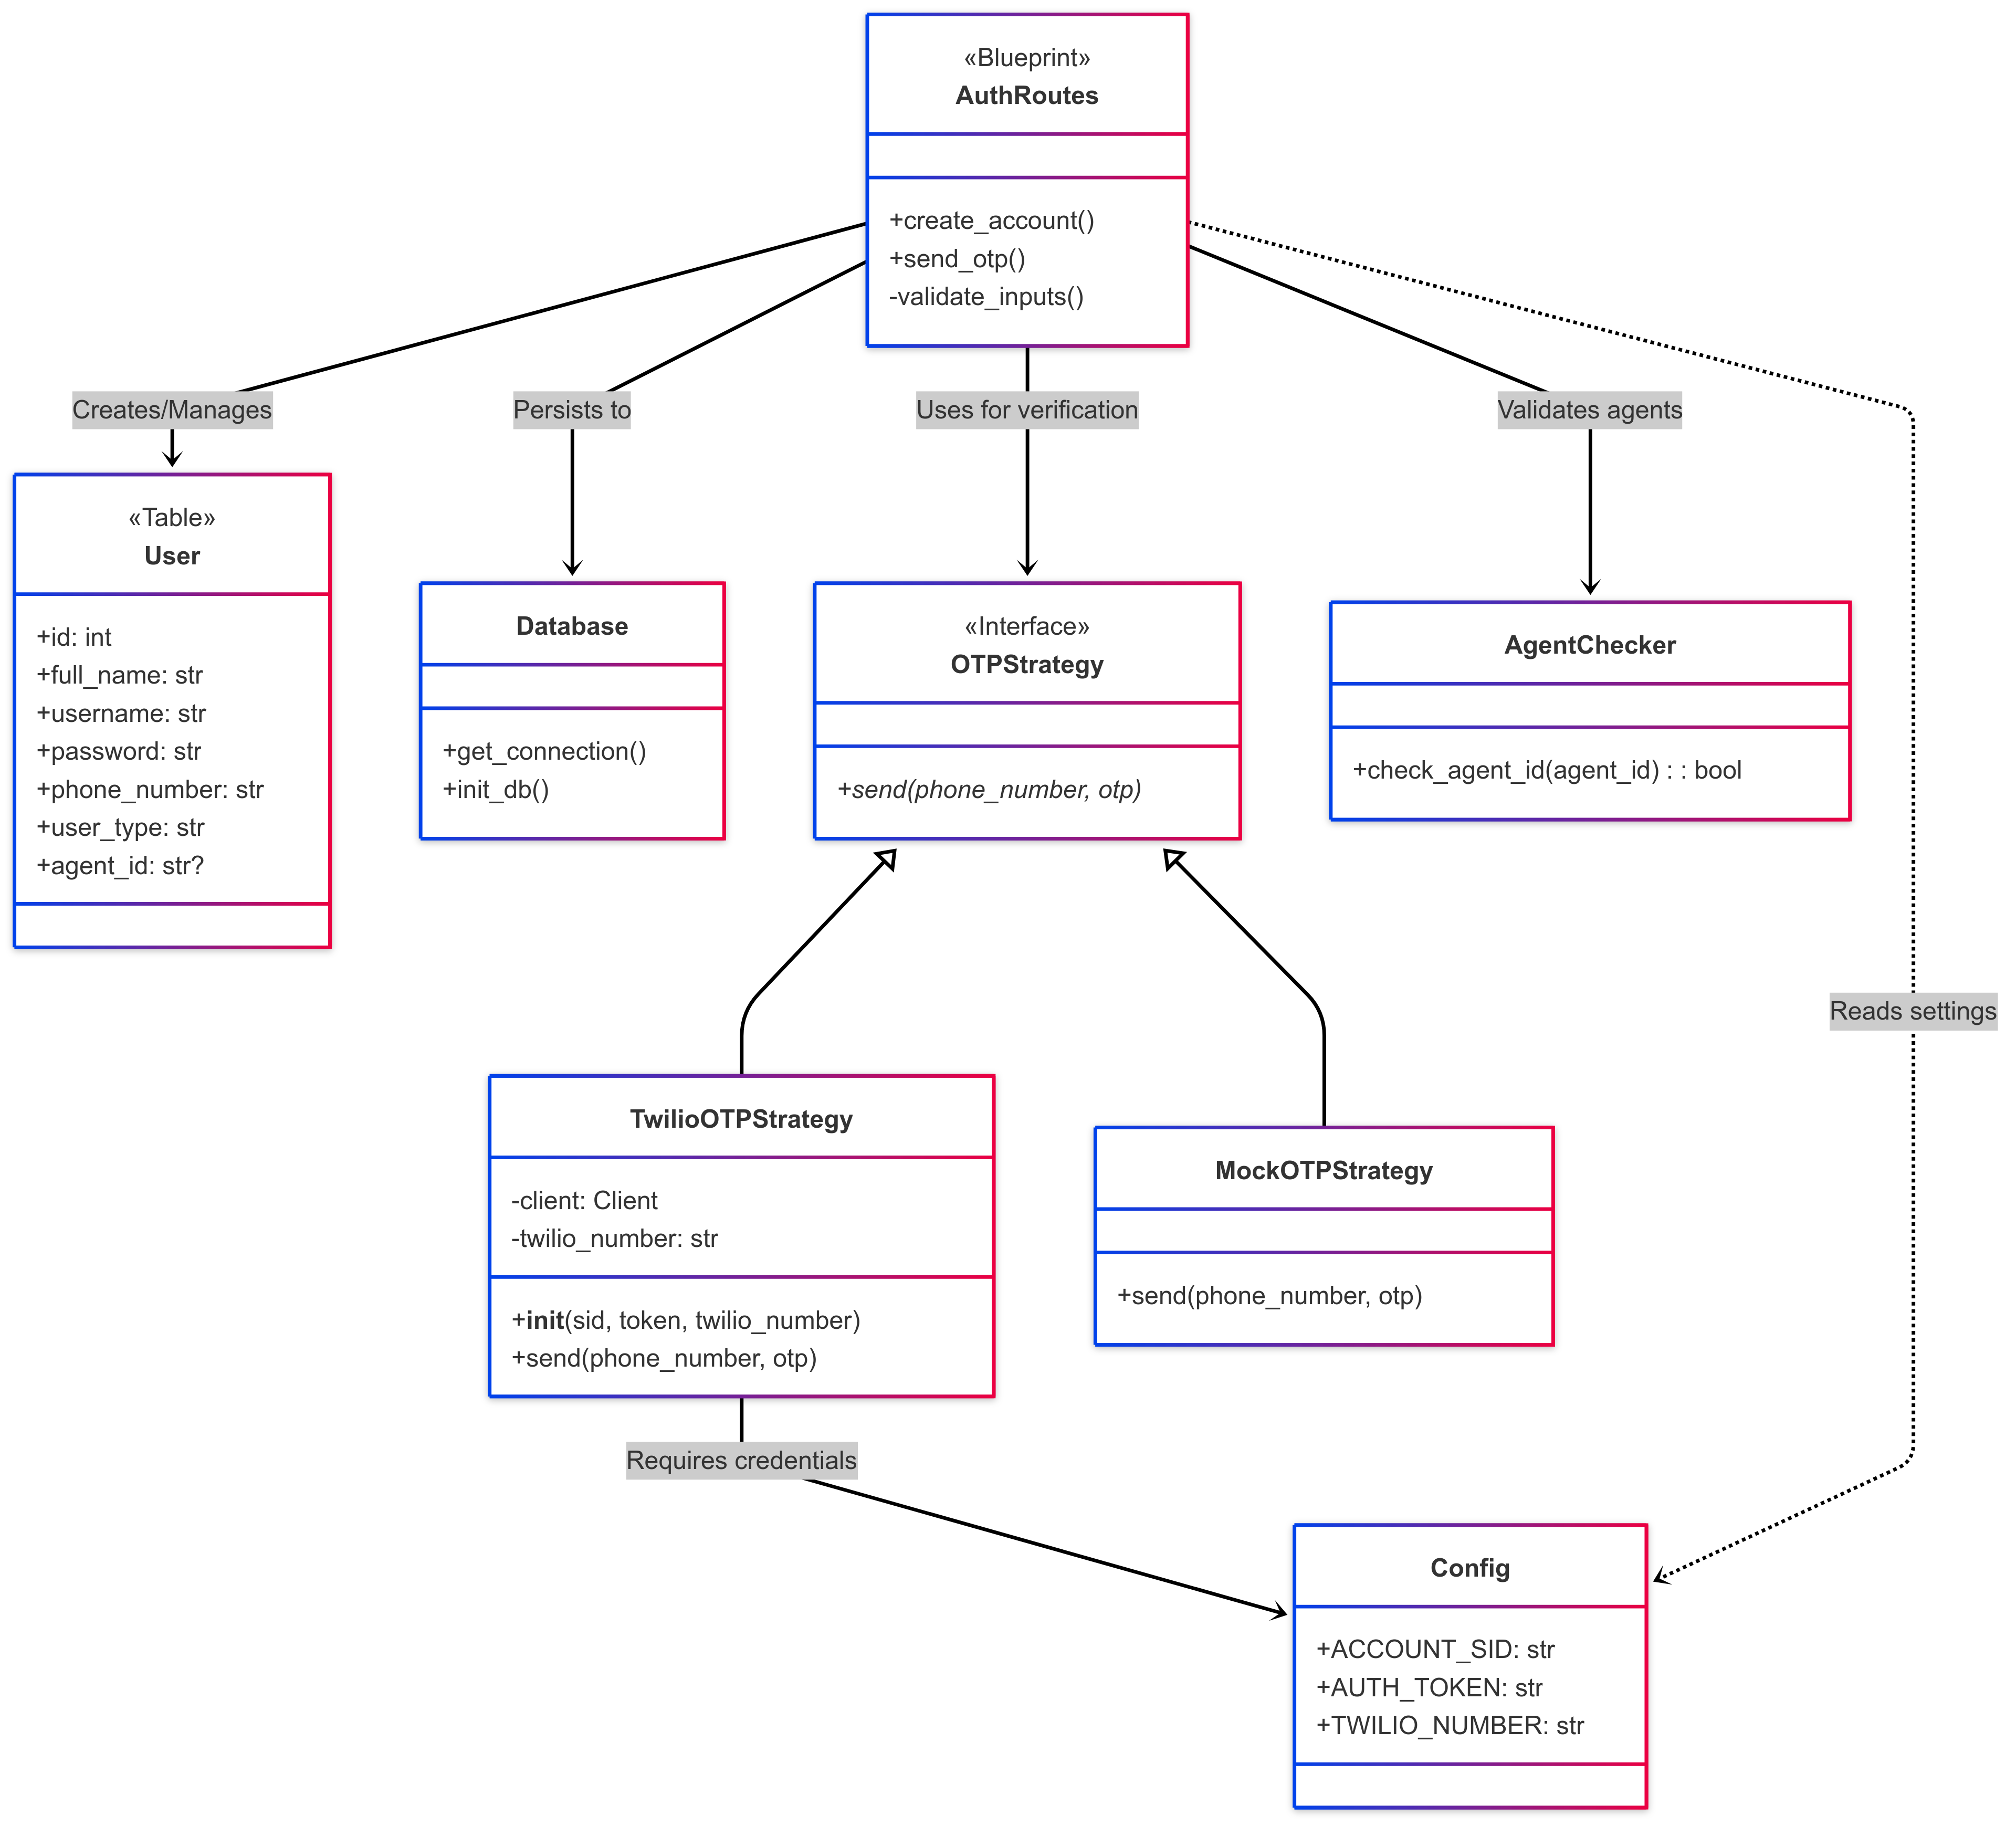 «Blueprint»
AuthRoutes
+create_account()
+send_otp()
-validate_inputs()
Creates/Manages
Persists to
Uses for verification
Validates agents
«Table»
User
+id: int
+full_name: str
+username: str
+password: str
+phone_number: str
+user_type: str
+agent_id: str?
Database
+get_connection()
+init_db()
«Interface»
OTPStrategy
+send(phone_number, otp)
AgentChecker
+check_agent_id(agent_id) : : bool
Reads settings
TwilioOTPStrategy
-client: Client
-twilio_number: str
+init(sid, token, twilio_number)
+send(phone_number, otp)
MockOTPStrategy
+send(phone_number, otp)
Requires credentials
Config
+ACCOUNT_SID: str
+AUTH_TOKEN: str
+TWILIO_NUMBER: str